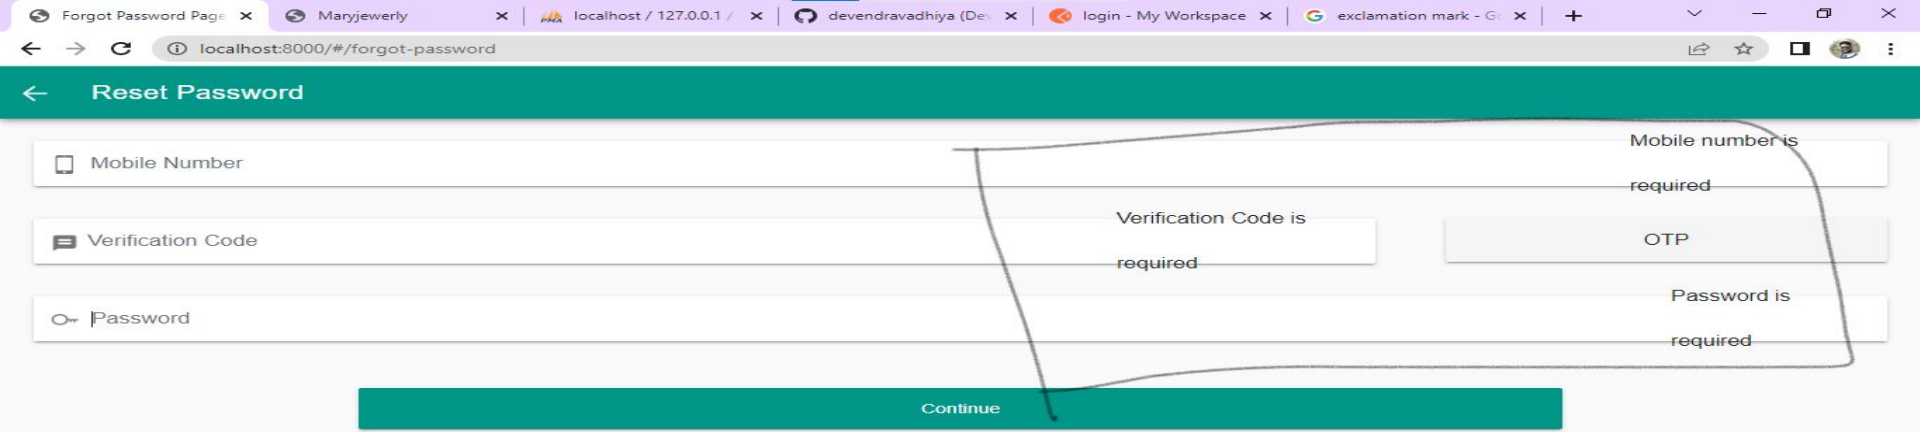 Forgot Password Page
Maryjewerly
localhost / 127.0.0.1 /
devendravadhiya (Dev
login - My Workspace
exclamation mark - G
localhost:8000/#/forgot-password
Reset Password
Mobile number is
Mobile Number
required
Verification Code is
Verification Code
OTP
required
Password is
Password
required
Continue